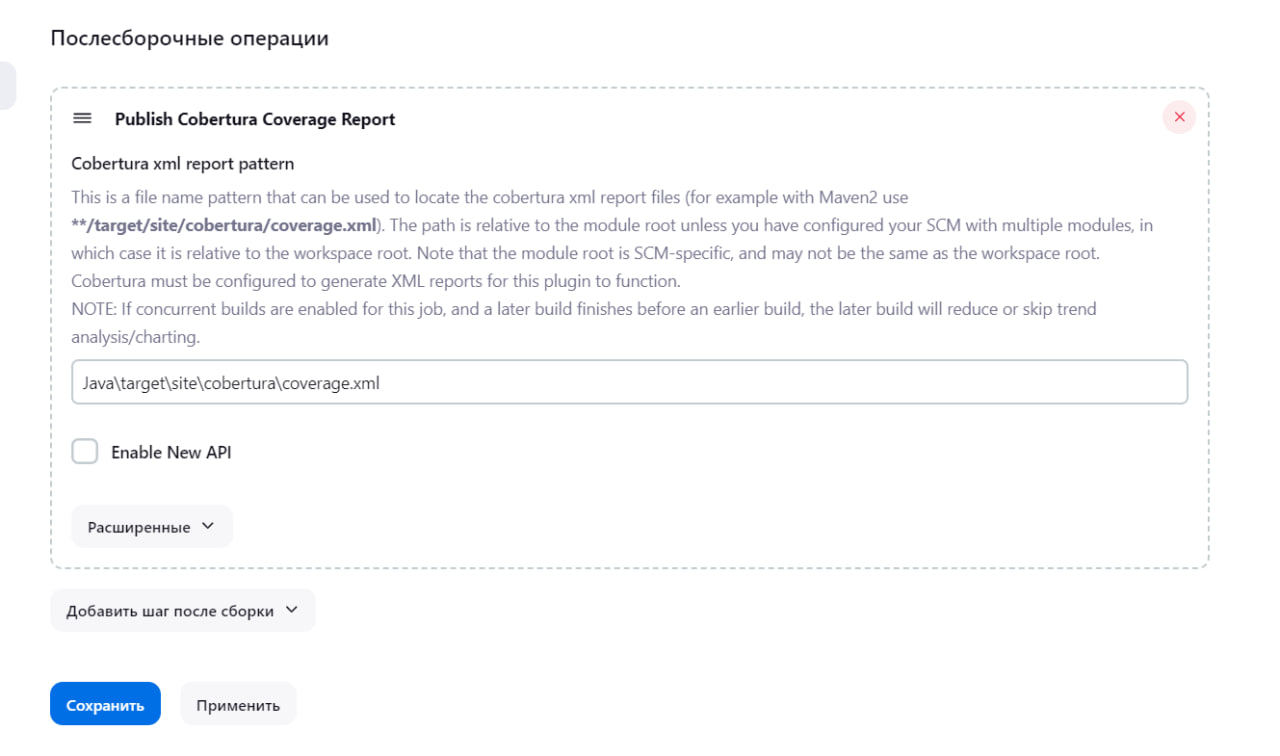 Послесборочные операции
Publish Cobertura Coverage Report
Cobertura xml report pattern
This is a file name pattern that can be used to locate the cobertura xml report files (for example with Maven2 use
**/target/site/cobertura/coverage.xml). The path is relative to the module root unless you have configured your SCM with multiple modules, in
which case it is relative to the workspace root. Note that the module root is SCM-specific, and may not be the same as the workspace root.
Cobertura must be configured to generate XML reports for this plugin to function.
NOTE: If concurrent builds are enabled for this job, and a later build finishes before an earlier build, the later build will reduce or skip trend
analysis/charting.
Java\target\site\cobertura\coverage.xml
Enable New API
Расширенные
Добавить шаг после сборки
Сохранить Применить